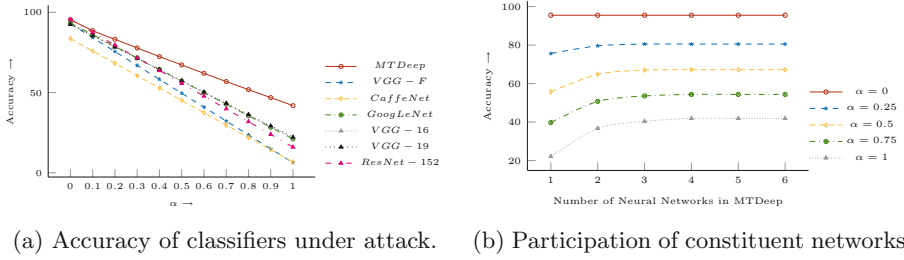 100
50
0
Accuracy →
0 0.1 0.2 0.3 0.4 0.5 0.6 0.7 0.8 0.9 1
α →
MTDeep
VGG − F
CaffeNet
GoogLeNet
VGG − 16
VGG − 19
ResNet − 152
(a) Accuracy of classifiers under attack.
100
80
60
40
20
Accuracy →
1 2 3 4 5 6
Number of Neural Networks in MTDeep
α = 0
α = 0.25
α = 0.5
α = 0.75
α = 1
(b) Participation of constituent networks